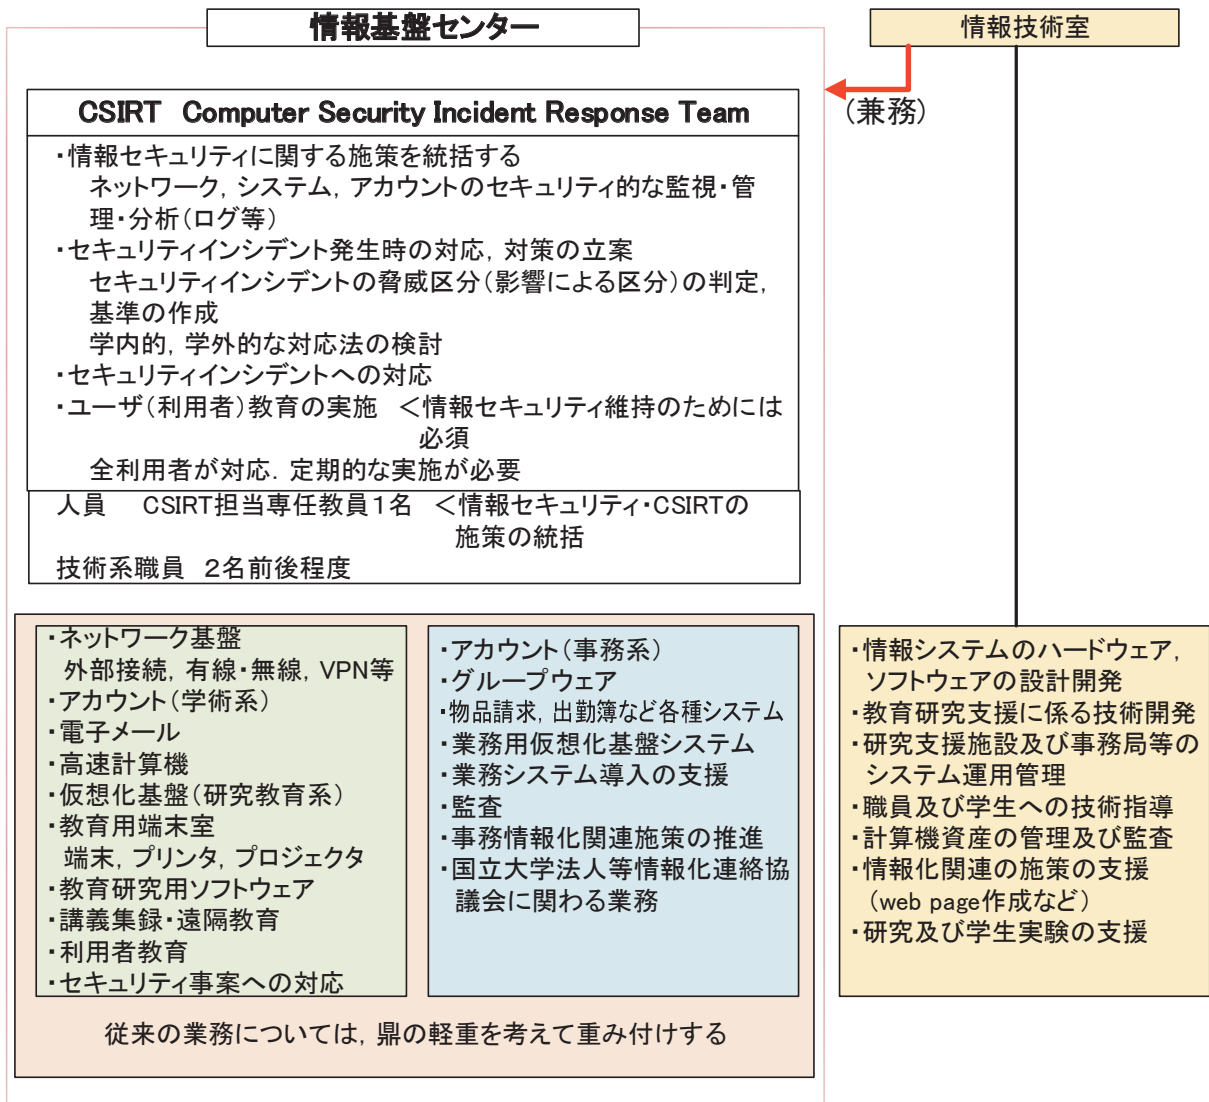 情報基盤センター
情報技術室
(兼務)
CSIRT Computer Security Incident Response Team
・情報セキュリティに関する施策を統括する
ネットワーク, システム, アカウントのセキュリティ的な監視・管
理・分析(ログ等)
・セキュリティインシデント発生時の対応, 対策の立案
セキュリティインシデントの脅威区分(影響による区分)の判定,
基準の作成
学内的, 学外的な対応法の検討
・セキュリティインシデントへの対応
・ユーザ(利用者)教育の実施 <情報セキュリティ維持のためには
必須
全利用者が対応. 定期的な実施が必要
人員 CSIRT担当専任教員1名 <情報セキュリティ・CSIRTの
施策の統括
技術系職員 2名前後程度
・ネットワーク基盤
外部接続, 有線・無線, VPN等
・アカウント(学術系)
・電子メール
・高速計算機
・仮想化基盤(研究教育系)
・教育用端末室
端末, プリンタ, プロジェクタ
・教育研究用ソフトウェア
・講義集録・遠隔教育
・利用者教育
・セキュリティ事案への対応
・アカウント(事務系)
・グループウェア
・物品請求, 出勤簿など各種システム
・業務用仮想化基盤システム
・業務システム導入の支援
・監査
・事務情報化関連施策の推進
・国立大学法人等情報化連絡協
議会に関わる業務
従来の業務については, 鼎の軽重を考えて重み付けする
・情報システムのハードウェア,
ソフトウェアの設計開発
・教育研究支援に係る技術開発
・研究支援施設及び事務局等の
システム運用管理
・職員及び学生への技術指導
・計算機資産の管理及び監査
・情報化関連の施策の支援
(web page作成など)
・研究及び学生実験の支援